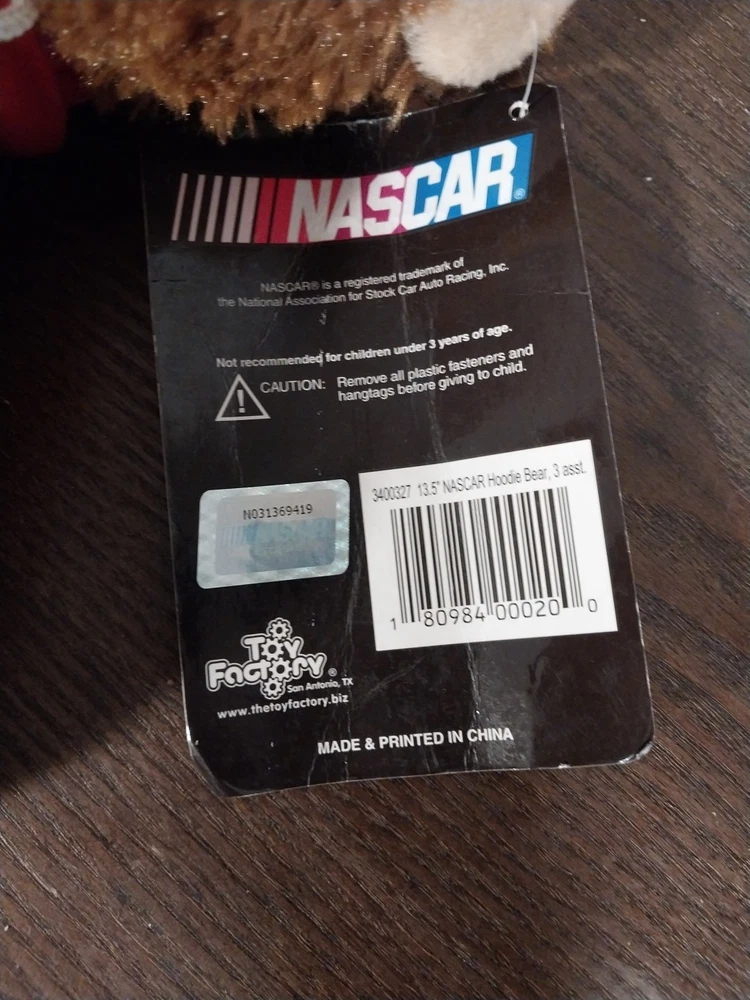 NASCAR®
NASCAR® is a registered trademark of
the National Association for Stock Car Auto Racing, Inc.
Not recommended for children under 3 years of age.
CAUTION: Remove all plastic fasteners and
hangtags before giving to child.
N031369419
NASCAR
3400327 13.5" NASCAR Hoodie Bear, 3 asst.
1 80984 00020 0
Toy
Factory®
San Antonio, TX
www.thetoyfactory.biz
MADE & PRINTED IN CHINA